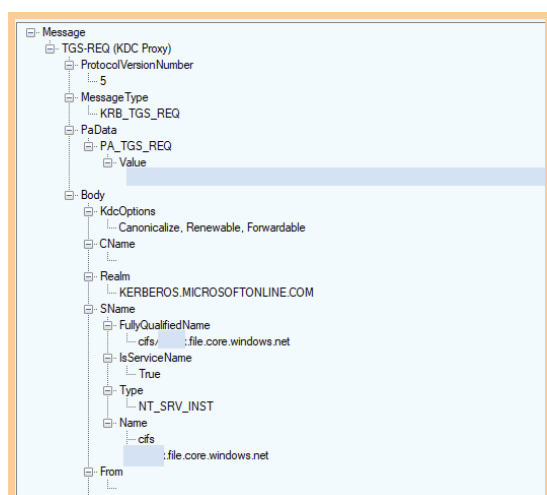 Message
TGS-REQ (KDC Proxy)
ProtocolVersionNumber
5
MessageType
KRB_TGS_REQ
PaData
PA_TGS_REQ
Value
Body
KdcOptions
Canonicalize, Renewable, Forwardable
CName
Realm
KERBEROS.MICROSOFTONLINE.COM
SName
FullyQualifiedName
cifs/ .file.core.windows.net
IsServiceName
True
Type
NT_SRV_INST
Name
cifs
.file.core.windows.net
From